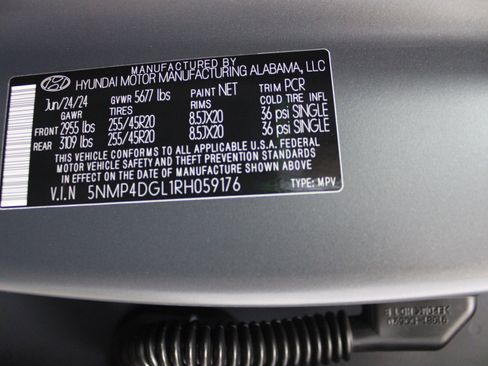 MANUFACTURED BY
HYUNDAI MOTOR MANUFACTURING ALABAMA, LLC
Jun/24/24 GVWR 5677 lbs PAINT NET TRIM PCR
GAWR TIRES RIMS COLD TIRE INFL
FRONT 2955 lbs 255/45R20 8.5JX20 36 psi SINGLE
REAR 3109 lbs 255/45R20 8.5JX20 36 psi SINGLE
THIS VEHICLE CONFORMS TO ALL APPLICABLE U.S.A. FEDERAL
MOTOR VEHICLE SAFETY, BUMPER, AND THEFT PREVENTION
STANDARDS IN EFFECT ON THE DATE OF MANUFACTURE SHOWN ABOVE.
V.I.N 5NMP4DGL1RH059176 TYPE: MPV